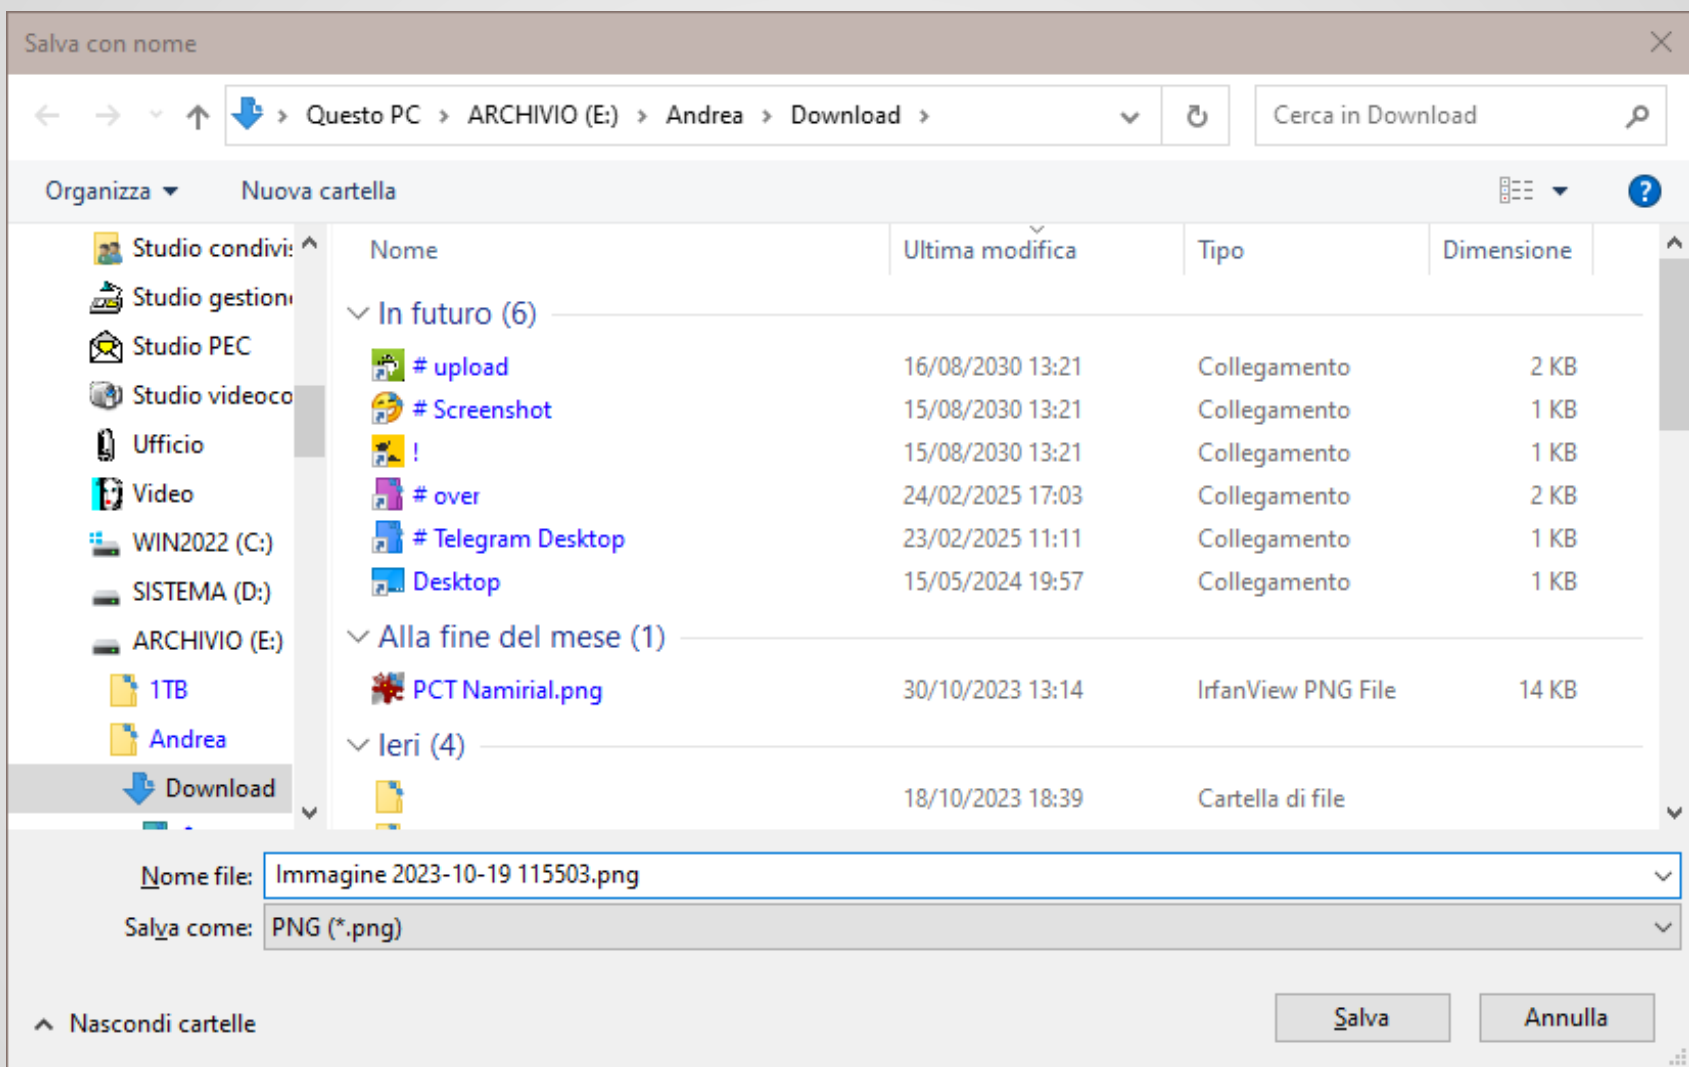 Salva con nome
Questo PC > ARCHIVIO (E:) > Andrea > Download >
Cerca in Download
Organizza
Nuova cartella
Studio condivis
Studio gestion
Studio PEC
Studio videoco
Ufficio
Video
WIN2022 (C:)
SISTEMA (D:)
ARCHIVIO (E:)
1TB
Andrea
Download
Nome Ultima modifica Tipo Dimensione
In futuro (6)
# upload 16/08/2030 13:21 Collegamento 2 KB
# Screenshot 15/08/2030 13:21 Collegamento 1 KB
! 15/08/2030 13:21 Collegamento 1 KB
# over 24/02/2025 17:03 Collegamento 2 KB
# Telegram Desktop 23/02/2025 11:11 Collegamento 1 KB
Desktop 15/05/2024 19:57 Collegamento 1 KB
Alla fine del mese (1)
PCT Namirial.png 30/10/2023 13:14 IrfanView PNG File 14 KB
Ieri (4)
18/10/2023 18:39 Cartella di file
Nome file: Immagine 2023-10-19 115503.png
Salva come: PNG (*.png)
Nascondi cartelle
Salva
Annulla